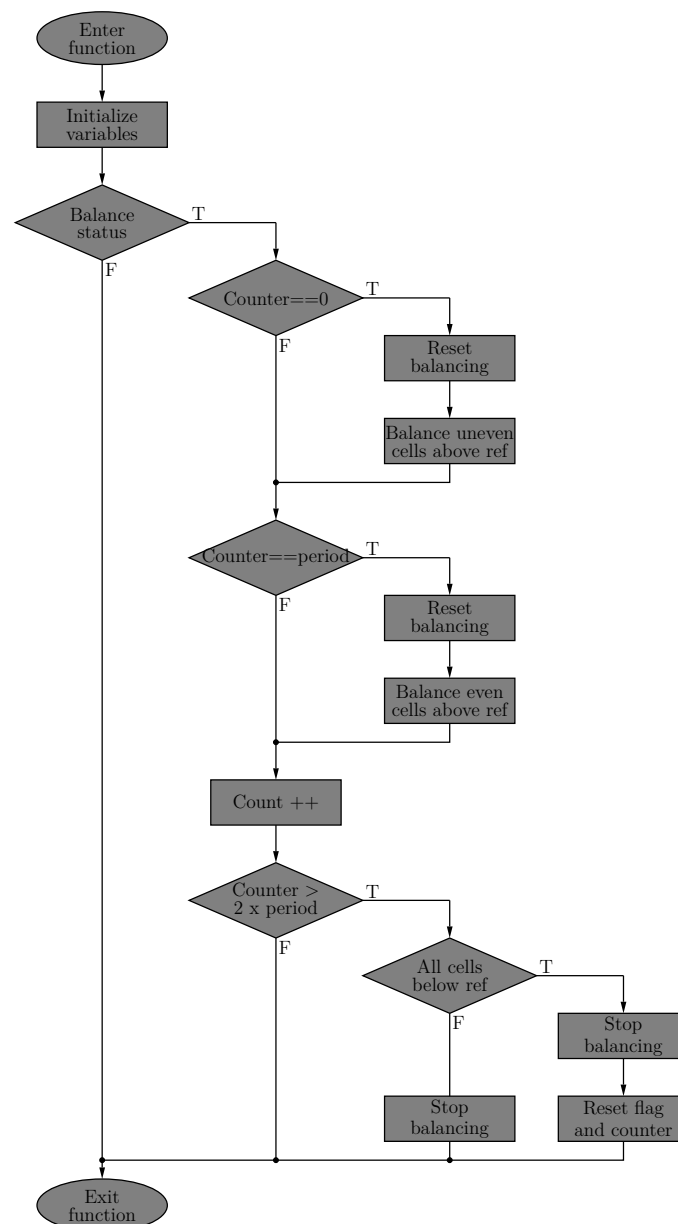 Enter
function
Initialize
variables
Balance
status
T
F
Counter==0
T
F
Reset
balancing
Balance uneven
cells above ref
Counter==period
T
F
Reset
balancing
Balance even
cells above ref
Count ++
Counter >
2 x period
T
F
All cells
below ref
T
F
Stop
balancing
Stop
balancing
Reset flag
and counter
Exit
function